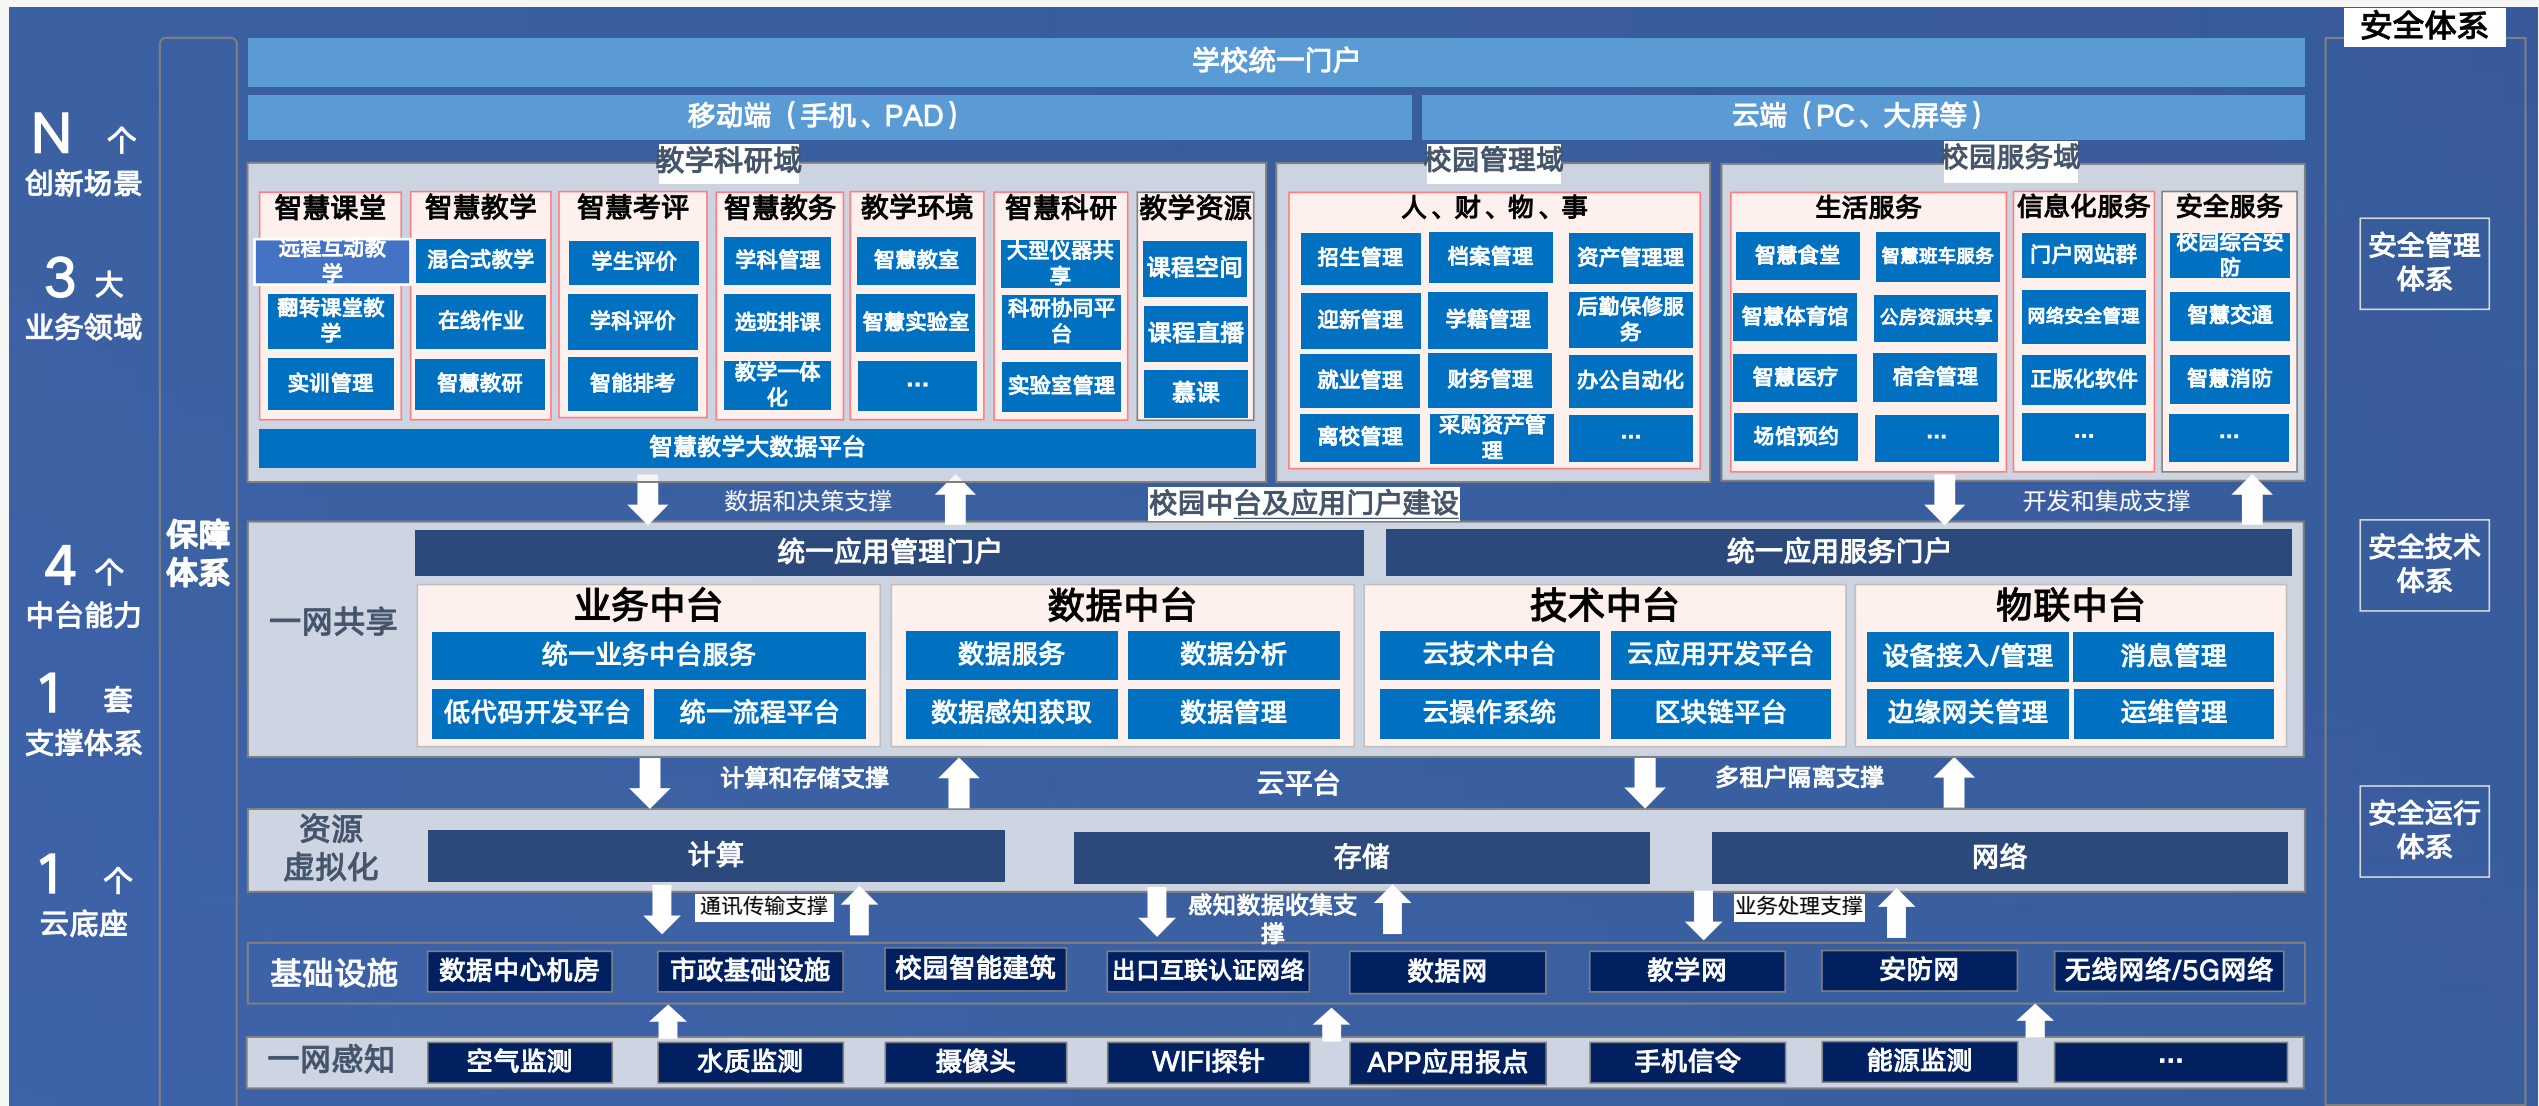 安全体系
学校统一门户
移动端（手机、PAD）
云端（PC、大屏等）
N 个
创新场景
3 大
业务领域
4 个
中台能力
1 套
支撑体系
1 个
云底座
保障
体系
教学科研域
智慧课堂
远程互动教
学
翻转课堂教
学
实训管理
智慧教学
混合式教学
在线作业
智慧教研
智慧考评
学生评价
学科评价
智能排考
智慧教务
学科管理
选班排课
教学一体
化
教学环境
智慧教室
智慧实验室
...
智慧科研
大型仪器共
享
科研协同平
台
实验室管理
教学资源
课程空间
课程直播
慕课
智慧教学大数据平台
校园管理域
人、财、物、事
招生管理
档案管理
资产管理理
迎新管理
学籍管理
后勤保修服
务
就业管理
财务管理
办公自动化
离校管理
采购资产管
理
...
校园服务域
生活服务
智慧食堂
智慧班车服务
智慧体育馆
公房资源共享
智慧医疗
宿舍管理
场馆预约
...
信息化服务
门户网站群
网络安全管理
正版化软件
...
安全服务
校园综合安
防
智慧交通
智慧消防
...
数据和决策支撑
校园中台及应用门户建设
开发和集成支撑
统一应用管理门户
统一应用服务门户
一网共享
业务中台
统一业务中台服务
低代码开发平台
统一流程平台
数据中台
数据服务
数据分析
数据感知获取
数据管理
技术中台
云技术中台
云应用开发平台
云操作系统
区块链平台
物联中台
设备接入/管理
消息管理
边缘网关管理
运维管理
计算和存储支撑
云平台
多租户隔离支撑
资源
虚拟化
计算
存储
网络
通讯传输支撑
感知数据收集支
撑
业务处理支撑
基础设施
数据中心机房
市政基础设施
校园智能建筑
出口互联认证网络
数据网
教学网
安防网
无线网络/5G网络
一网感知
空气监测
水质监测
摄像头
WIFI探针
APP应用报点
手机信令
能源监测
...
安全管理
体系
安全技术
体系
安全运行
体系